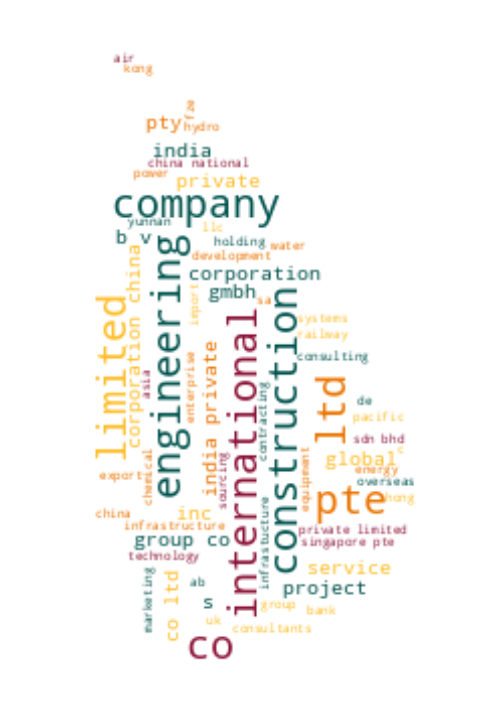 air
kong
fze
pty
hydro
india
china national
power
private
company
yunnan
llc
b v
holding
water
development
engineering
corporation
corporation china
gmbh
import
sa
limited
construction
international
systems
railway
consulting
enterprise
india private
asia
contracting
ltd
de
pacific
sdn bhd
c
global
energy
overseas
hong
pte
export
chemical
sourcing
equipment
china
inc
infrastructure
infrastucture
group co
private limited
singapore pte
technology
service
marketing
co ltd
ab
project
s
group
bank
uk
consultants
co